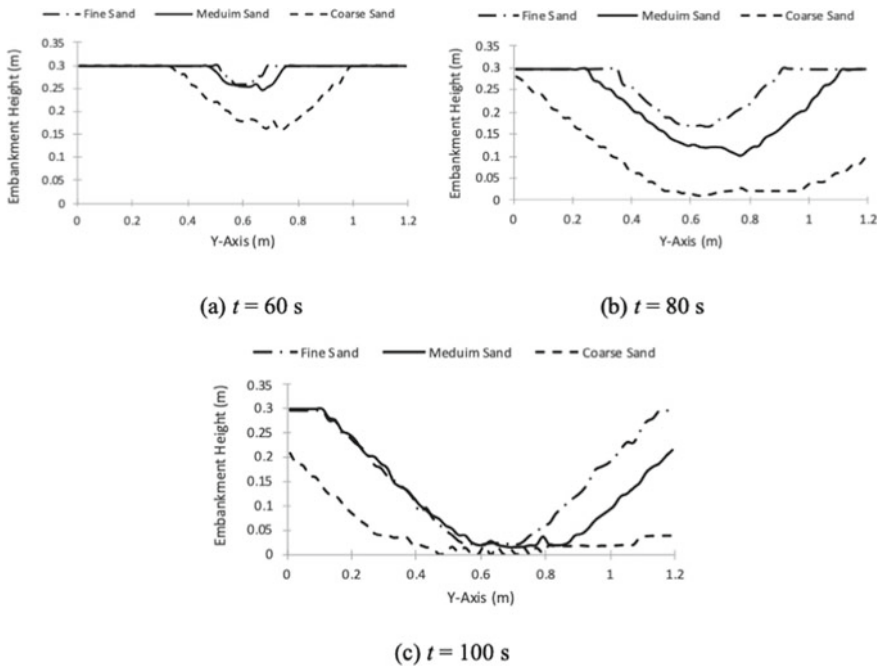 Fine Sand Meduim Sand Coarse Sand
0.35
0.3
0.25
0.2
0.15
0.1
0.05
0
Embankment Height (m)
0 0.2 0.4 0.6 0.8 1 1.2
Y-Axis (m)
(a) t = 60 s
Fine Sand Meduim Sand Coarse Sand
0.35
0.3
0.25
0.2
0.15
0.1
0.05
0
Embankment Height (m)
0 0.2 0.4 0.6 0.8 1 1.2
Y-Axis (m)
(b) t = 80 s
Fine Sand Meduim Sand Coarse Sand
0.35
0.3
0.25
0.2
0.15
0.1
0.05
0
Embankment Height (m)
0 0.2 0.4 0.6 0.8 1 1.2
Y-Axis (m)
(c) t = 100 s